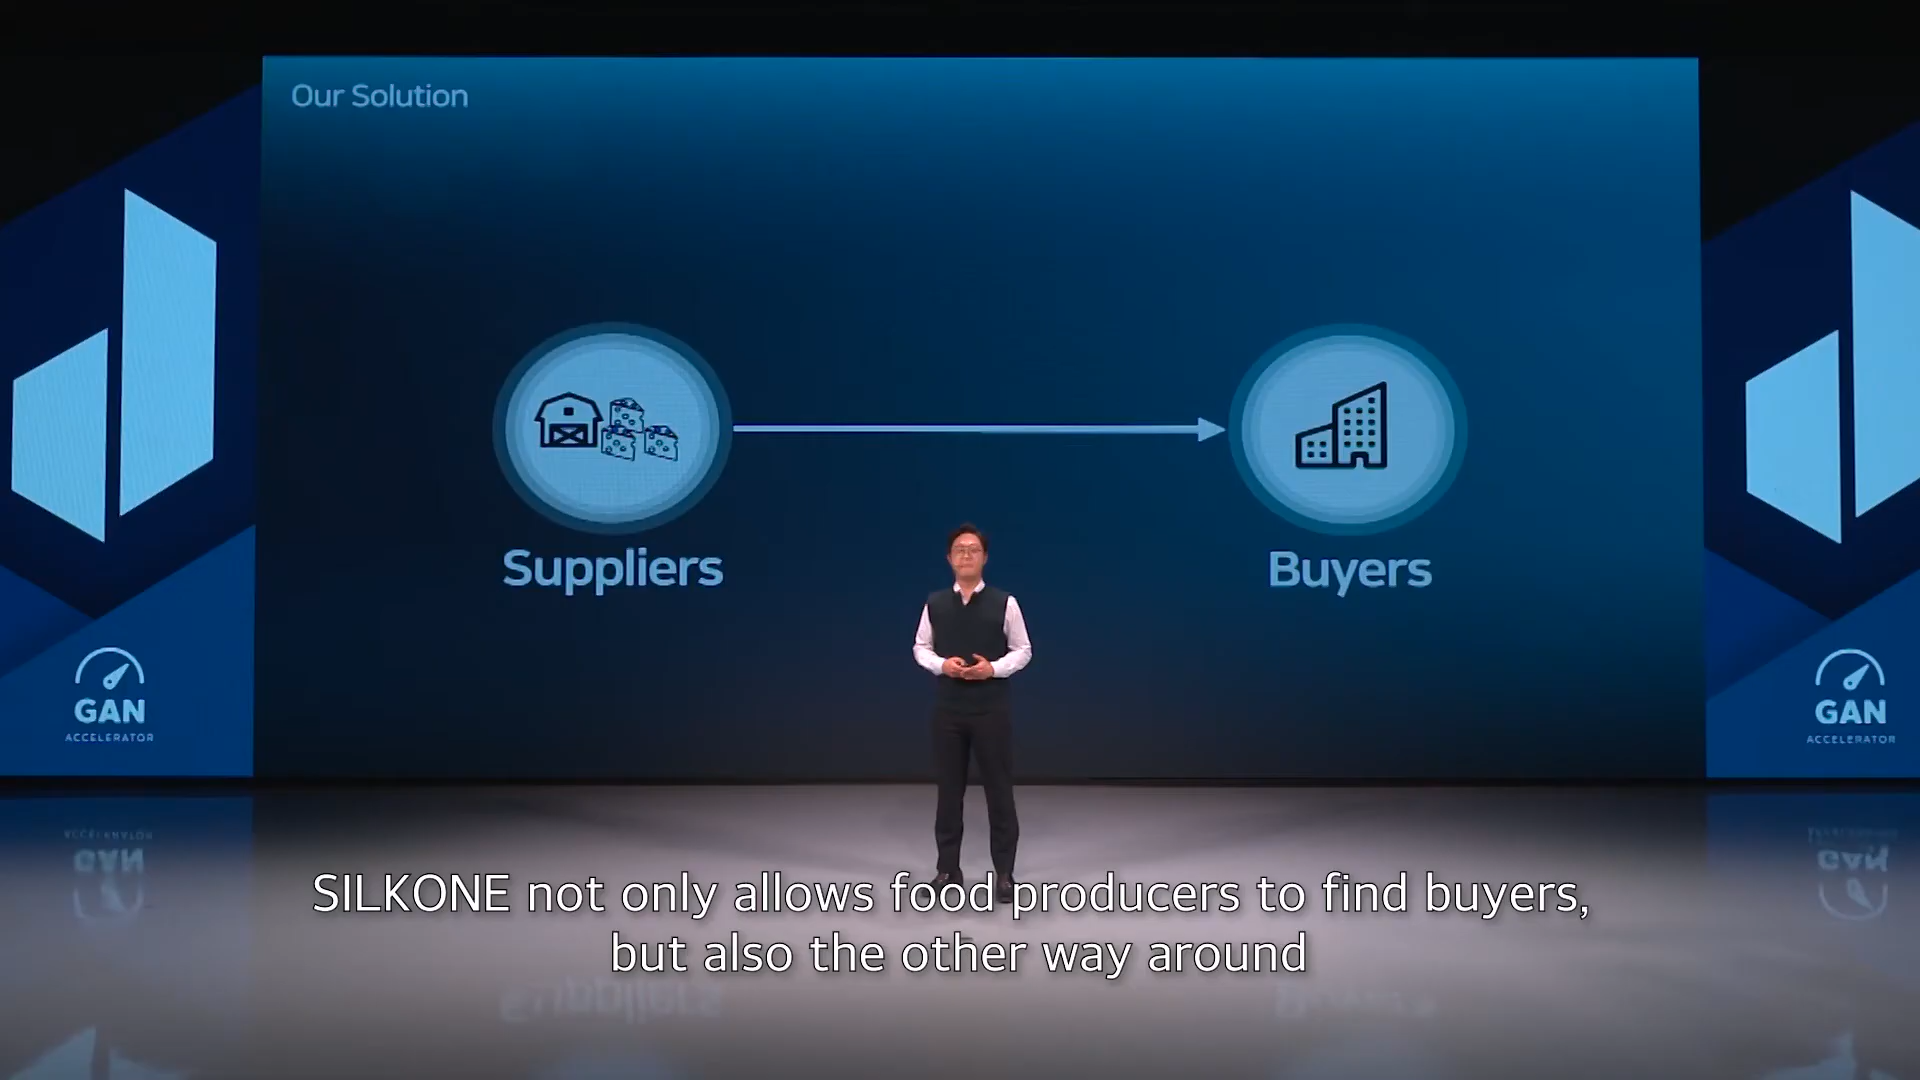 Our Solution
Suppliers
Buyers
GAN
ACCELERATOR
GAN
ACCELERATOR
SILKONE not only allows food producers to find buyers,
but also the other way around